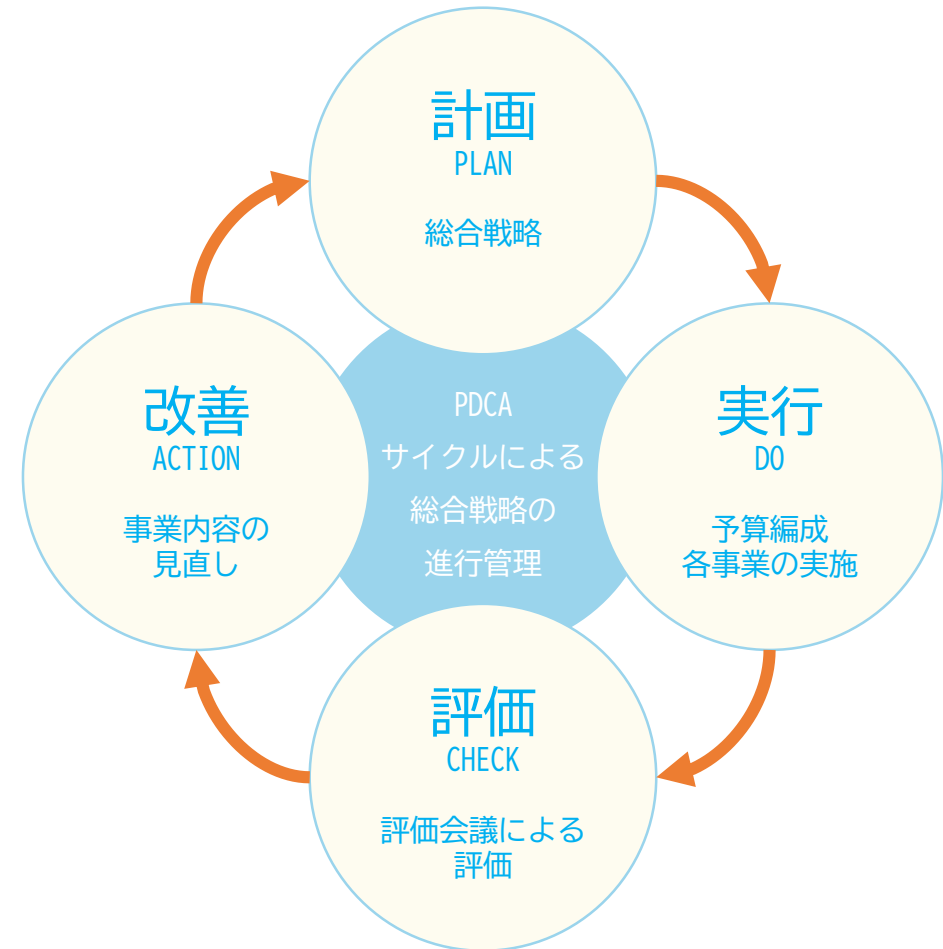 計画
PLAN
総合戦略
改善
ACTION
事業内容の
見直し
PDCA
サイクルによる
総合戦略の
進行管理
実行
DO
予算編成
各事業の実施
評価
CHECK
評価会議による
評価